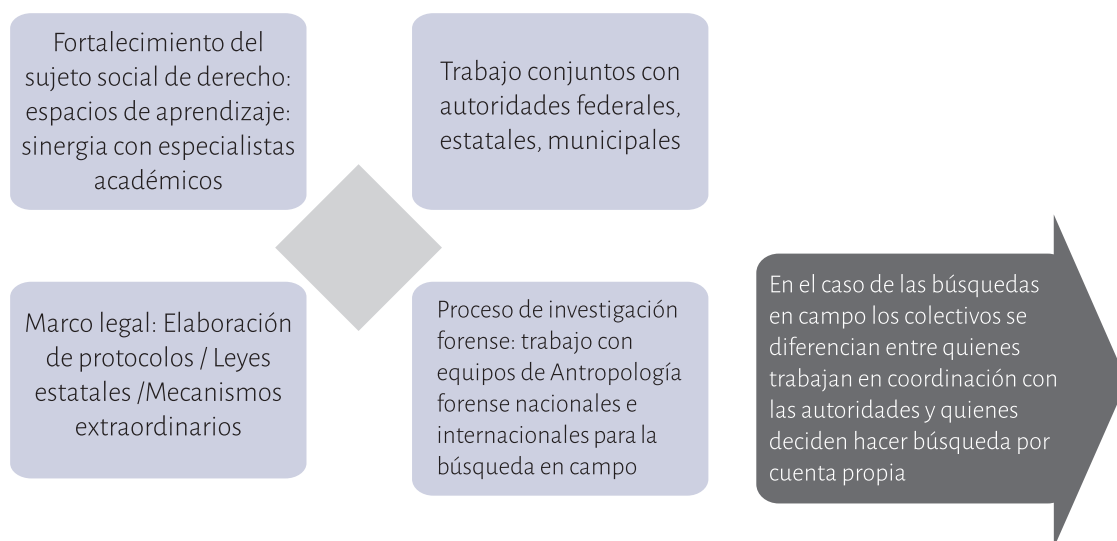 Fortalecimiento del
sujeto social de derecho:
espacios de aprendizaje:
sinergia con especialistas
académicos
Trabajo conjuntos con
autoridades federales,
estatales, municipales
Marco legal: Elaboración
de protocolos / Leyes
estatales /Mecanismos
extraordinarios
Proceso de investigación
forense: trabajo con
equipos de Antropología
forense nacionales e
internacionales para la
búsqueda en campo
En el caso de las búsquedas
en campo los colectivos se
diferencian entre quienes
trabajan en coordinación con
las autoridades y quienes
deciden hacer búsqueda por
cuenta propia